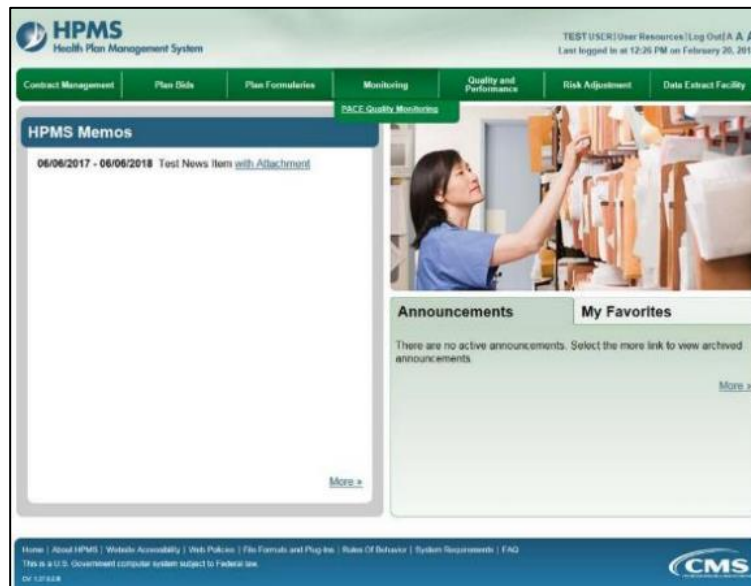 HPMS
Health Plan Management System
TEST USER|User Resources|Log Out|A A A
Last logged in at 12:26 PM on February 20, 201
Contract Management
Plan Bids
Plan Formularies
Monitoring
Quality and
Performance
Risk Adjustment
Data Extract Facility
PACE Quality Monitoring
HPMS Memos
06/06/2017 - 06/06/2018 Test News Item with Attachment
More »
Announcements
My Favorites
There are no active announcements. Select the more link to view archived
announcements.
More »
Home | About HPMS | Website Accessibility | Web Policies | File Formats and Plug-Ins | Rules Of Behavior | System Requirements | FAQ
This is a U.S. Government computer system subject to Federal law.
CMS